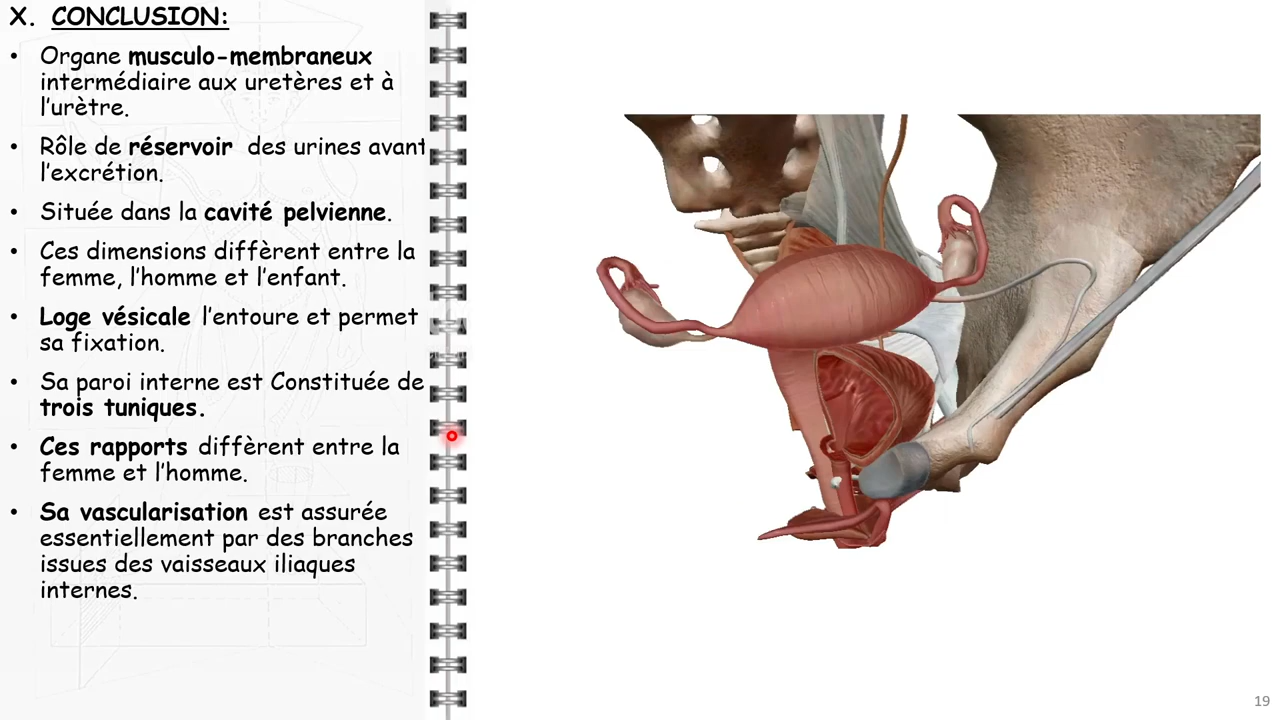 X. CONCLUSION:
• Organe musculo-membraneux
intermédiaire aux uretères et à
l'urètre.
• Rôle de réservoir des urines avant
l'excrétion.
• Située dans la cavité pelvienne.
• Ces dimensions diffèrent entre la
femme, l'homme et l'enfant.
• Loge vésicale l'entoure et permet
sa fixation.
• Sa paroi interne est Constituée de
trois tuniques.
• Ces rapports diffèrent entre la
femme et l'homme.
• Sa vascularisation est assurée
essentiellement par des branches
issues des vaisseaux iliaques
internes.
19